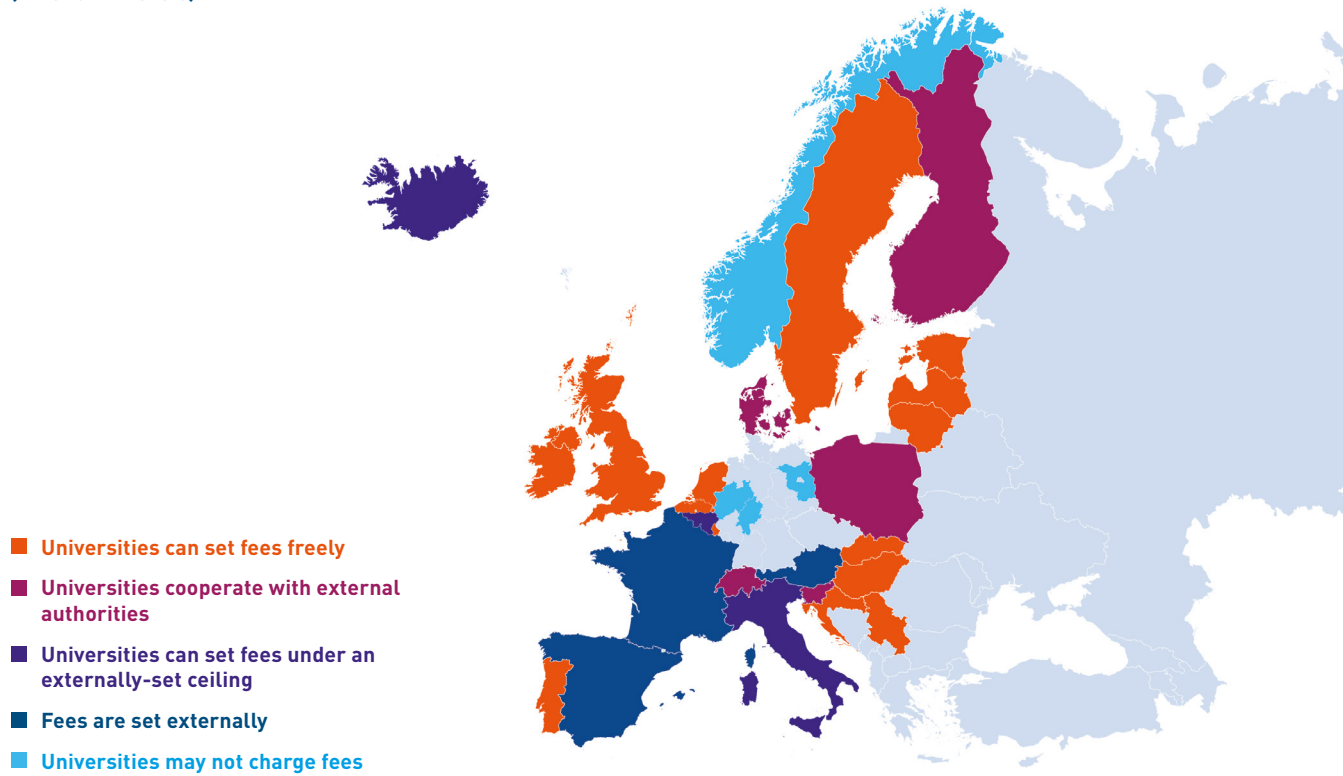 Universities can set fees freely
Universities cooperate with external
authorities
Universities can set fees under an
externally-set ceiling
Fees are set externally
Universities may not charge fees